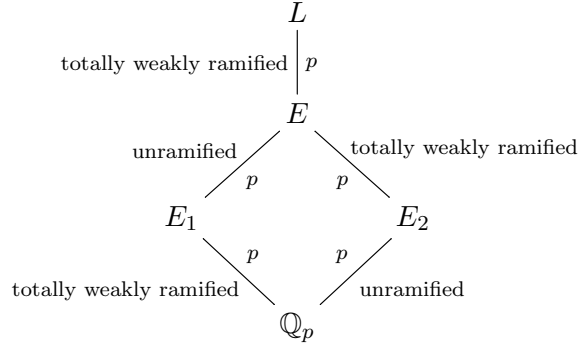 L
totally weakly ramified p
E
unramified totally weakly ramified
p p
E₁ E₂
p p
totally weakly ramified unramified
ℚₚ